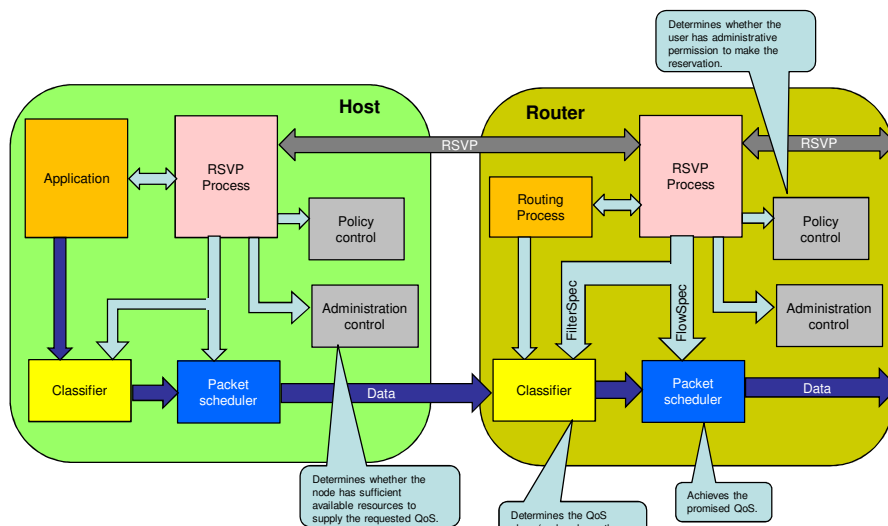 Determines whether the
user has administrative
permission to make the
reservation.
Host
Router
RSVP
RSVP
Application
RSVP
Process
Policy
control
Administration
control
Classifier
Packet
scheduler
Data
Routing
Process
RSVP
Process
Policy
control
Administration
control
FilterSpec
FlowSpec
Classifier
Packet
scheduler
Data
Determines whether the
node has sufficient
available resources to
supply the requested QoS.
Determines the QoS
Achieves the
promised QoS.